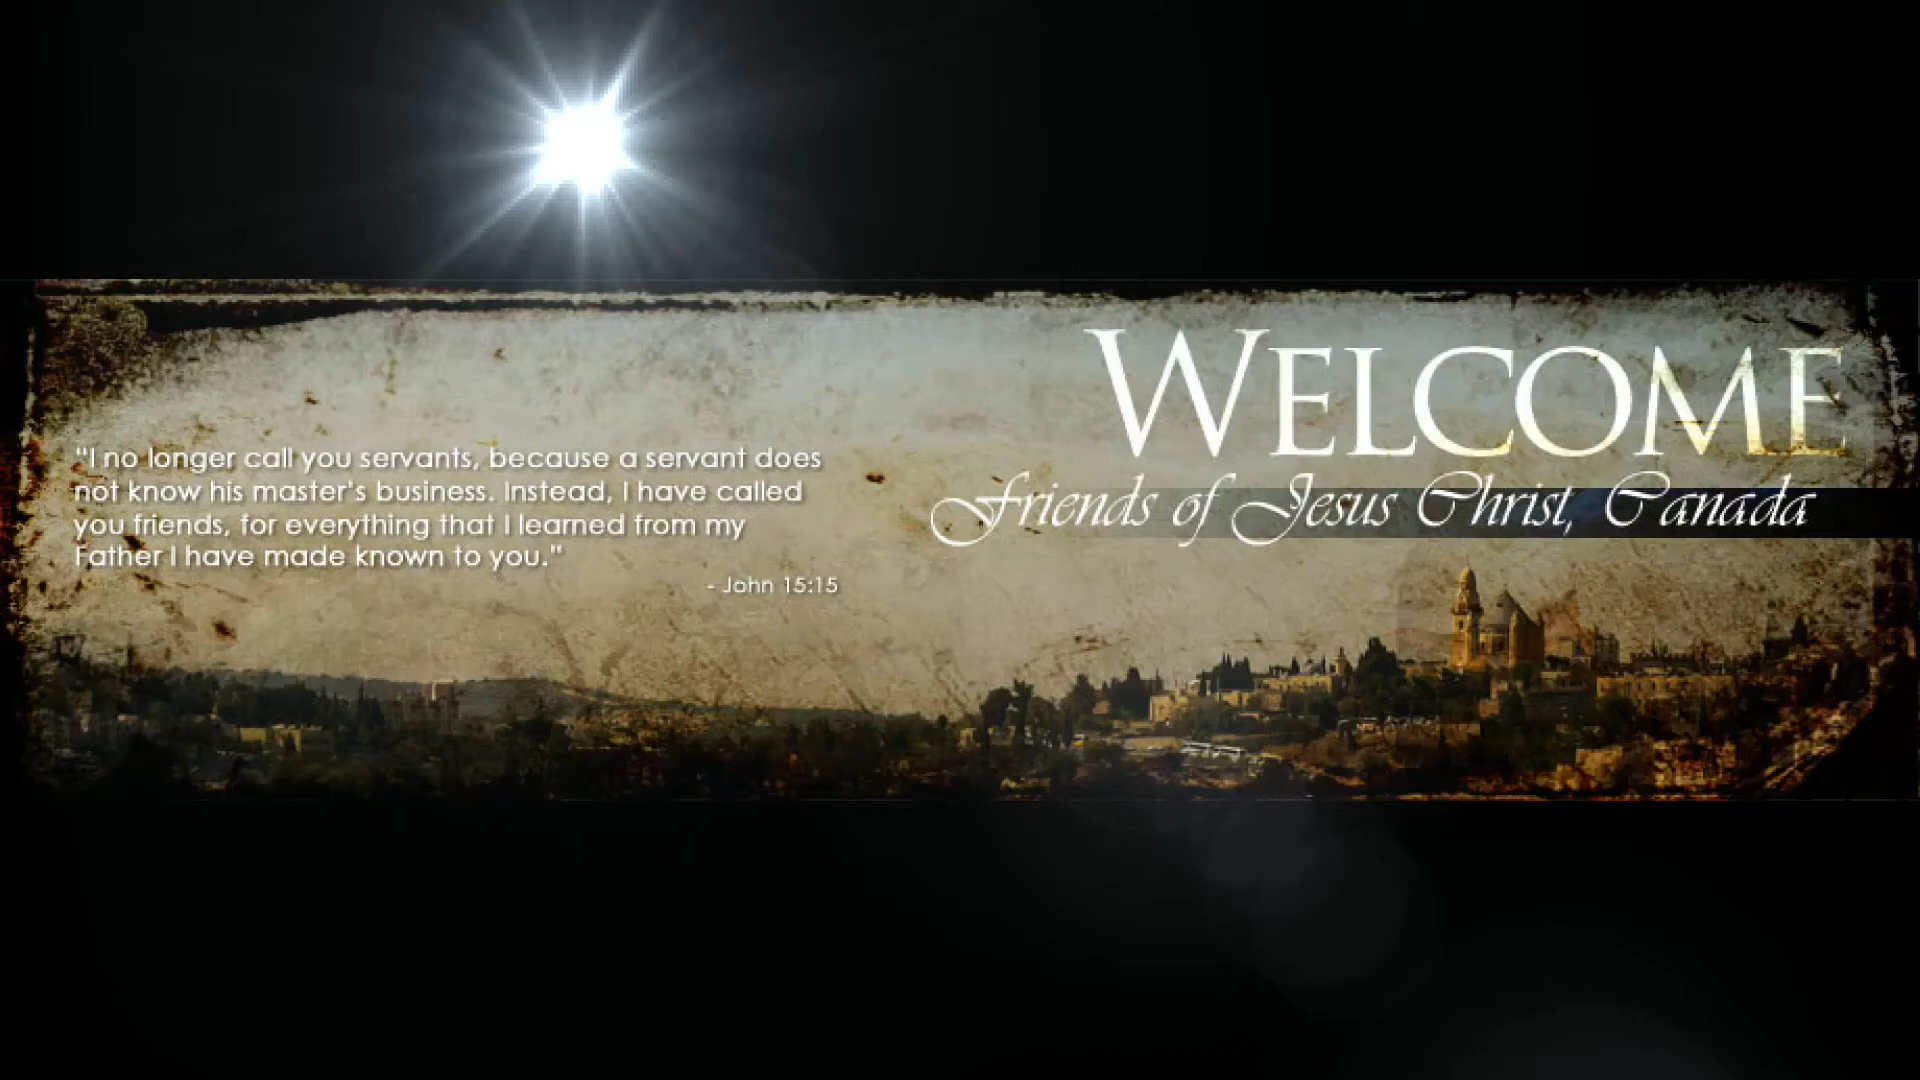 WELCOME
Friends of Jesus Christ, Canada
“I no longer call you servants, because a servant does
not know his master's business. Instead, I have called
you friends, for everything that I learned from my
Father I have made known to you.”
- John 15:15